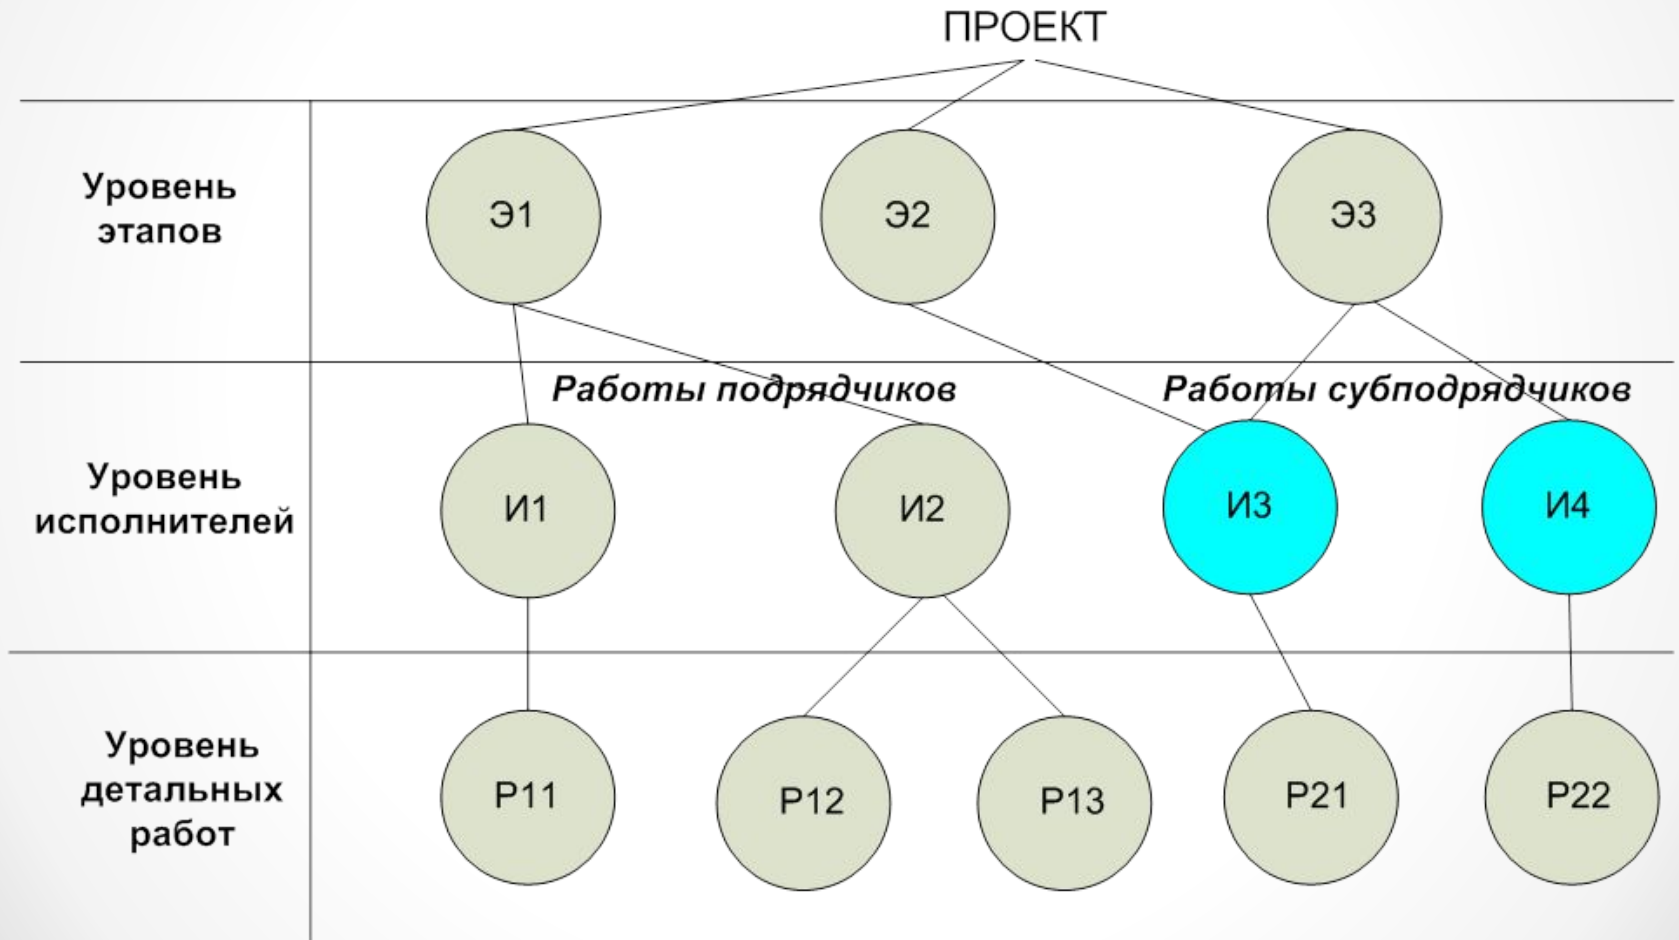 ПРОЕКТ
Уровень
этапов
Э1
Э2
Э3
Работы подрядчиков
Работы субподрядчиков
Уровень
исполнителей
И1
И2
И3
И4
Уровень
детальных
работ
Р11
Р12
Р13
Р21
Р22